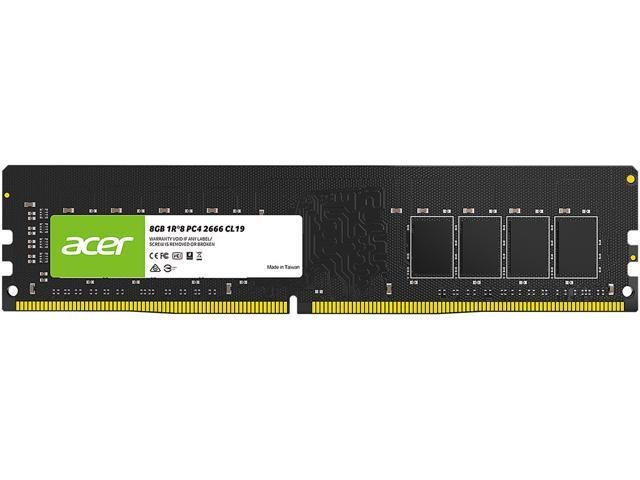 acer
8GB 1R*8 PC4 2666 CL19
WARRANTY VOID IF ANY LABEL/
SCREW IS REMOVED OR BROKEN
Made in Taiwan